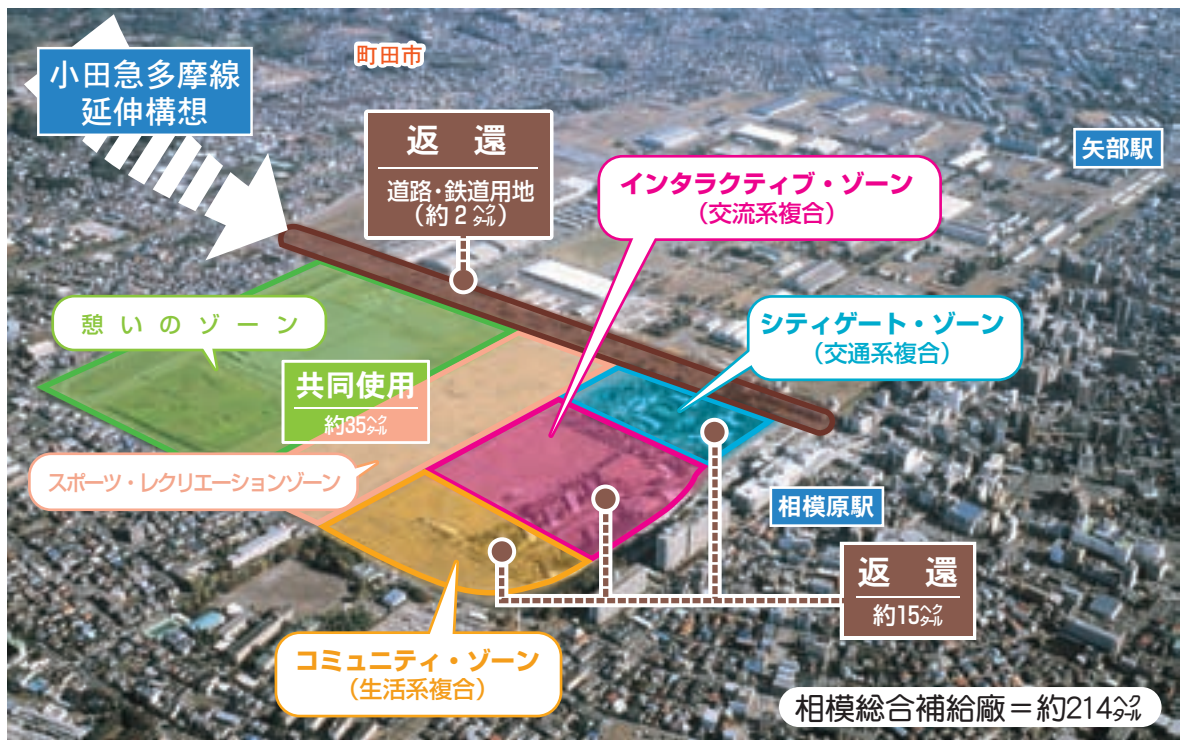 小田急多摩線
延伸構想
町田市
返還
道路・鉄道用地
(約2ヘクタール)
矢部駅
インタラクティブ・ゾーン
(交流系複合)
憩いのゾーン
シティゲート・ゾーン
(交通系複合)
共同使用
約35ヘクタール
スポーツ・レクリエーションゾーン
相模原駅
返還
約15ヘクタール
コミュニティ・ゾーン
(生活系複合)
相模総合補給廠=約214ヘクタール